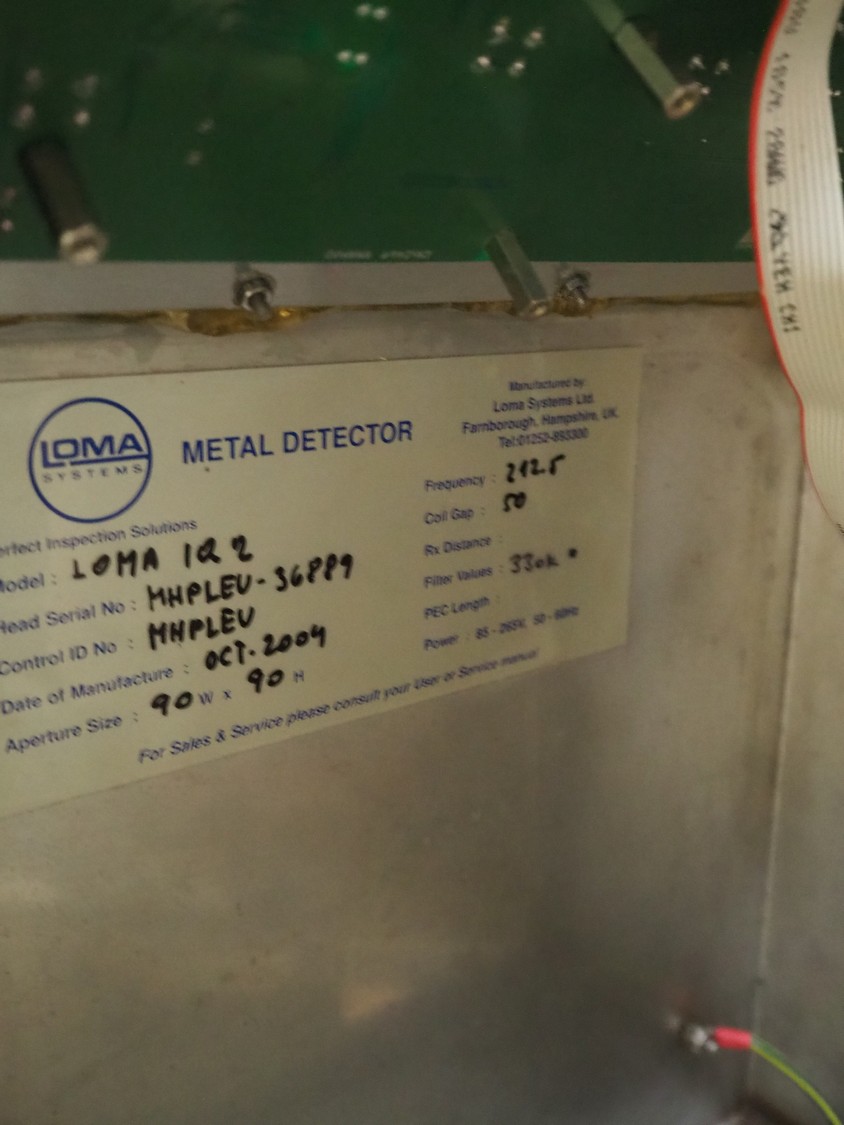 LOMA
SYSTEMS
METAL DETECTOR
Manufactured by
Loma Systems Ltd.
Farnborough, Hampshire, UK.
Tel:01252-893300
erfect Inspection Solutions
Model : LOMA IQ 2
Head Serial No : MHPLEU-36889
Control ID No : MHPLEU
Date of Manufacture : OCT. 2004
Aperture Size : 90 W x 90 H
Frequency : 212.5
Coil Gap : 50
Rx Distance :
Filter Values : 330k
PEC Length :
Power : 85 - 265V, 50 - 60Hz
For Sales & Service please consult your User or Service manual